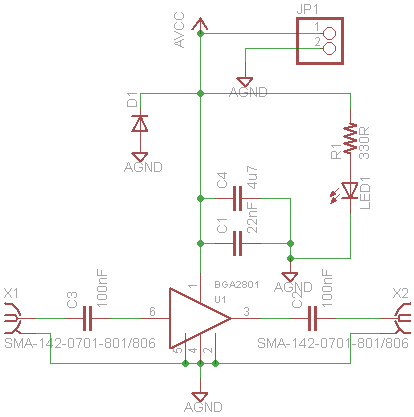 JP1
AVCC
1
2
AGND
D1
AGND
R1
330R
LED1
C4
4u7
C1
22nF
AGND
BGA2801
U1
X1
C3
100nF
6
1
3
C2
100nF
X2
SMA-142-0701-801/806
5
4
2
SMA-142-0701-801/806
AGND